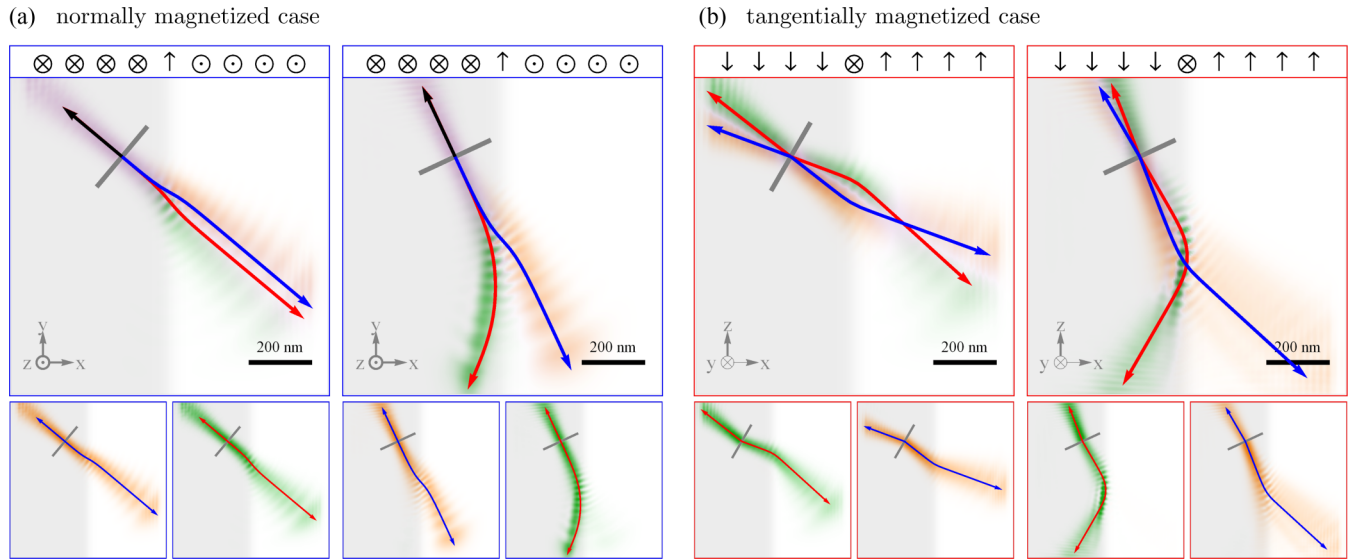 (a) normally magnetized case
(b) tangentially magnetized case
⊗ ⊗ ⊗ ⊗ ↑ ⊙ ⊙ ⊙ ⊙
⊗ ⊗ ⊗ ⊗ ↑ ⊙ ⊙ ⊙ ⊙
↓ ↓ ↓ ↓ ⊗ ↑ ↑ ↑ ↑
↓ ↓ ↓ ↓ ⊗ ↑ ↑ ↑ ↑
y
z x
200 nm
y
z x
200 nm
z
y x
200 nm
z
y x
200 nm